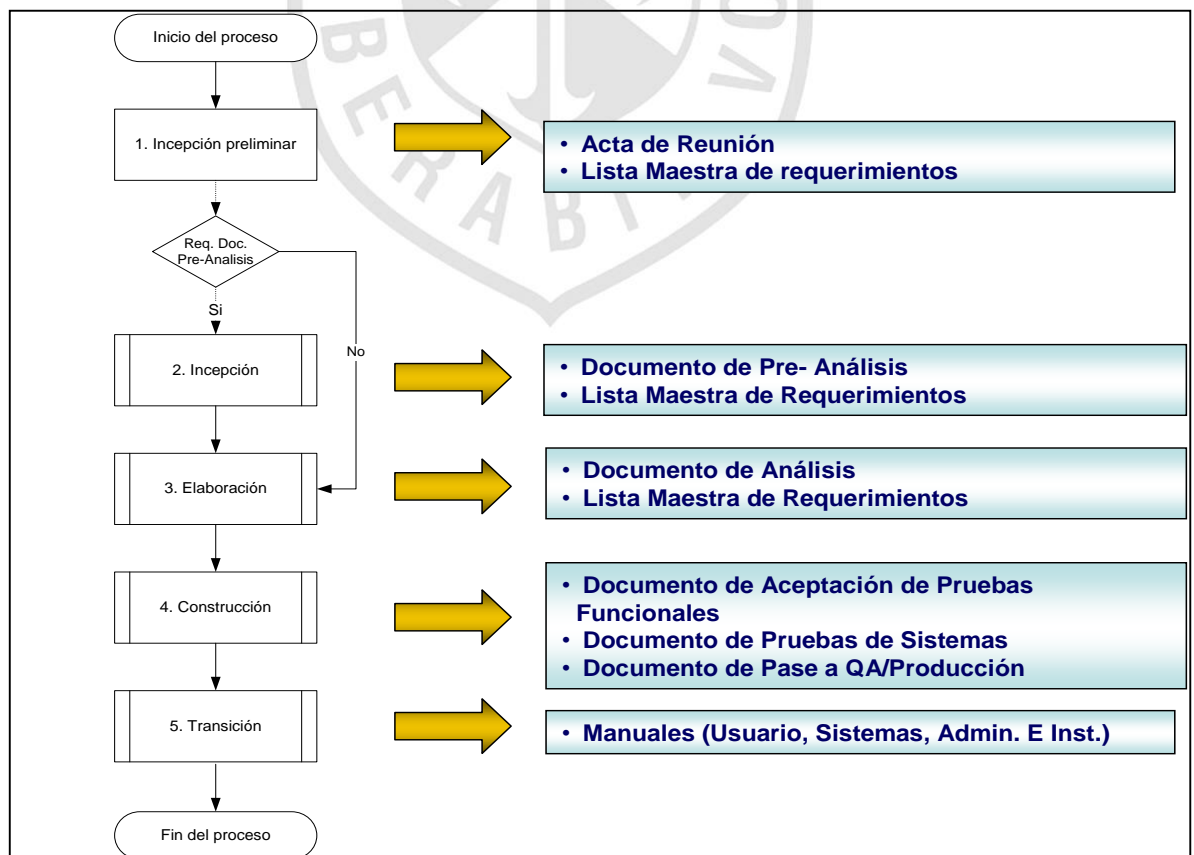 Inicio del proceso
1. Incepción preliminar
• Acta de Reunión
• Lista Maestra de requerimientos
Req. Doc.
Pre-Analisis
Si
No
2. Incepción
• Documento de Pre- Análisis
• Lista Maestra de Requerimientos
3. Elaboración
• Documento de Análisis
• Lista Maestra de Requerimientos
4. Construcción
• Documento de Aceptación de Pruebas
Funcionales
• Documento de Pruebas de Sistemas
• Documento de Pase a QA/Producción
5. Transición
• Manuales (Usuario, Sistemas, Admin. E Inst.)
Fin del proceso